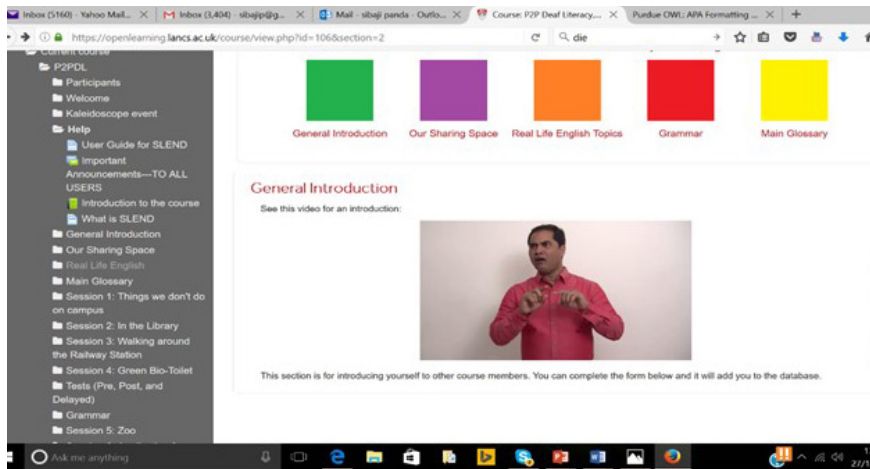 Inbox (5160) - Yahoo Mail...
Inbox (3,404) - sibajip@g...
Mail - sibaji panda - Outlo...
Course: P2P Deaf Literacy,...
Purdue OWL: APA Formatting ...
https://openlearning.lancs.ac.uk/course/view.php?id=106&section=2
die
Current course
P2PDL
Participants
Welcome
Kaleidoscope event
Help
User Guide for SLEND
Important
Announcements---TO ALL
USERS
Introduction to the course
What is SLEND
General Introduction
Our Sharing Space
Real Life English
Main Glossary
Session 1: Things we don't do
on campus
Session 2: In the Library
Session 3: Walking around
the Railway Station
Session 4: Green Bio-Toilet
Tests (Pre, Post, and
Delayed)
Grammar
Session 5: Zoo
General Introduction
Our Sharing Space
Real Life English Topics
Grammar
Main Glossary
General Introduction
See this video for an introduction:
This section is for introducing yourself to other course members. You can complete the form below and it will add you to the database.
Ask me anything